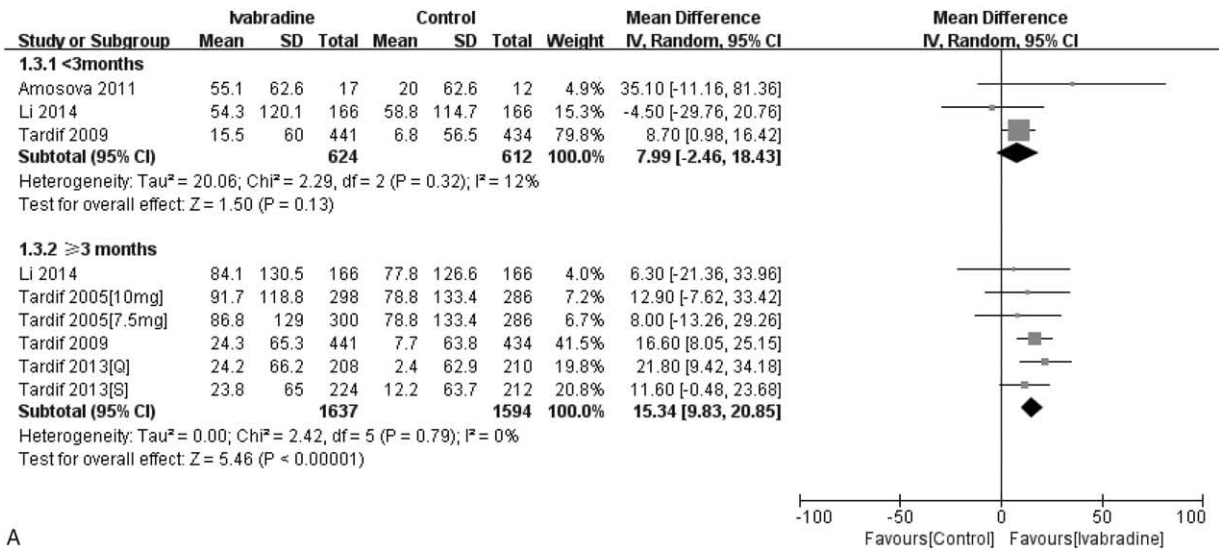 Ivabradine Control Mean Difference Mean Difference
Study or Subgroup Mean SD Total Mean SD Total Weight IV, Random, 95% CI IV, Random, 95% CI
1.3.1 <3months
Amosova 2011 55.1 62.6 17 20 62.6 12 4.9% 35.10 [-11.16, 81.36]
Li 2014 54.3 120.1 166 58.8 114.7 166 15.3% -4.50 [-29.76, 20.76]
Tardif 2009 15.5 60 441 6.8 56.5 434 79.8% 8.70 [0.98, 16.42]
Subtotal (95% CI) 624 612 100.0% 7.99 [-2.46, 18.43]
Heterogeneity: Tau² = 20.06; Chi² = 2.29, df = 2 (P = 0.32); I² = 12%
Test for overall effect: Z = 1.50 (P = 0.13)
1.3.2 ≥3 months
Li 2014 84.1 130.5 166 77.8 126.6 166 4.0% 6.30 [-21.36, 33.96]
Tardif 2005[10mg] 91.7 118.8 298 78.8 133.4 286 7.2% 12.90 [-7.62, 33.42]
Tardif 2005[7.5mg] 86.8 129 300 78.8 133.4 286 6.7% 8.00 [-13.26, 29.26]
Tardif 2009 24.3 65.3 441 7.7 63.8 434 41.5% 16.60 [8.05, 25.15]
Tardif 2013[Q] 24.2 66.2 208 2.4 62.9 210 19.8% 21.80 [9.42, 34.18]
Tardif 2013[S] 23.8 65 224 12.2 63.7 212 20.8% 11.60 [-0.48, 23.68]
Subtotal (95% CI) 1637 1594 100.0% 15.34 [9.83, 20.85]
Heterogeneity: Tau² = 0.00; Chi² = 2.42, df = 5 (P = 0.79); I² = 0%
Test for overall effect: Z = 5.46 (P < 0.00001)
-100 -50 0 50 100
A Favours[Control] Favours[Ivabradine]